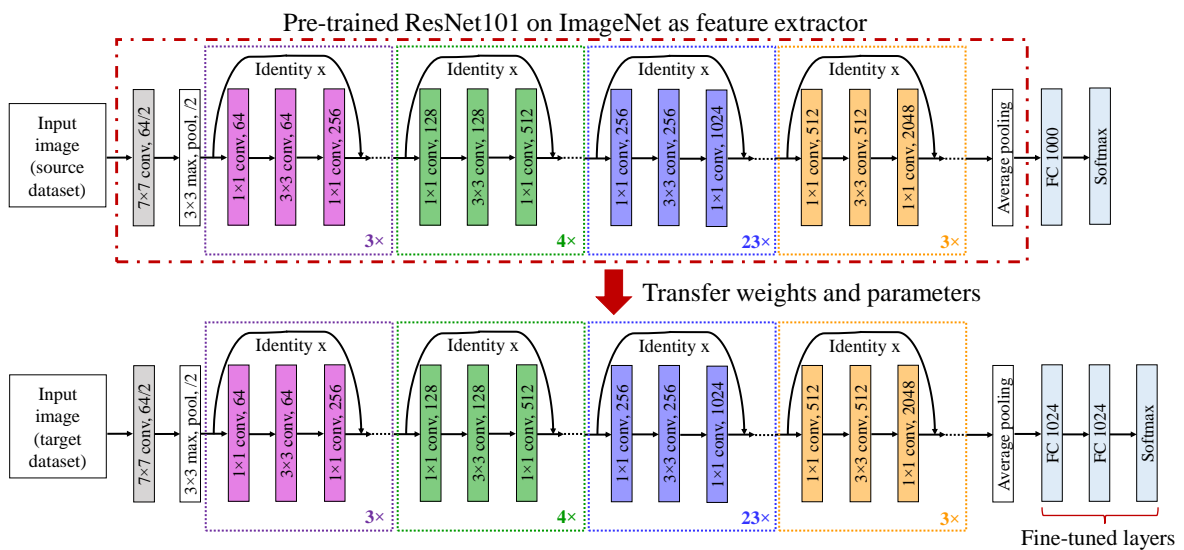 Pre-trained ResNet101 on ImageNet as feature extractor
Input
image
(source
dataset)
7×7 conv, 64/2
3×3 max, pool, /2
Identity x
1×1 conv, 64
3×3 conv, 64
1×1 conv, 256
3×
Identity x
1×1 conv, 128
3×3 conv, 128
1×1 conv, 512
4×
Identity x
1×1 conv, 256
3×3 conv, 256
1×1 conv, 1024
23×
Identity x
1×1 conv, 512
3×3 conv, 512
1×1 conv, 2048
3×
Average pooling
FC 1000
Softmax
Transfer weights and parameters
Input
image
(target
dataset)
7×7 conv, 64/2
3×3 max, pool, /2
Identity x
1×1 conv, 64
3×3 conv, 64
1×1 conv, 256
3×
Identity x
1×1 conv, 128
3×3 conv, 128
1×1 conv, 512
4×
Identity x
1×1 conv, 256
3×3 conv, 256
1×1 conv, 1024
23×
Identity x
1×1 conv, 512
3×3 conv, 512
1×1 conv, 2048
3×
Average pooling
FC 1024
FC 1024
Softmax
Fine-tuned layers